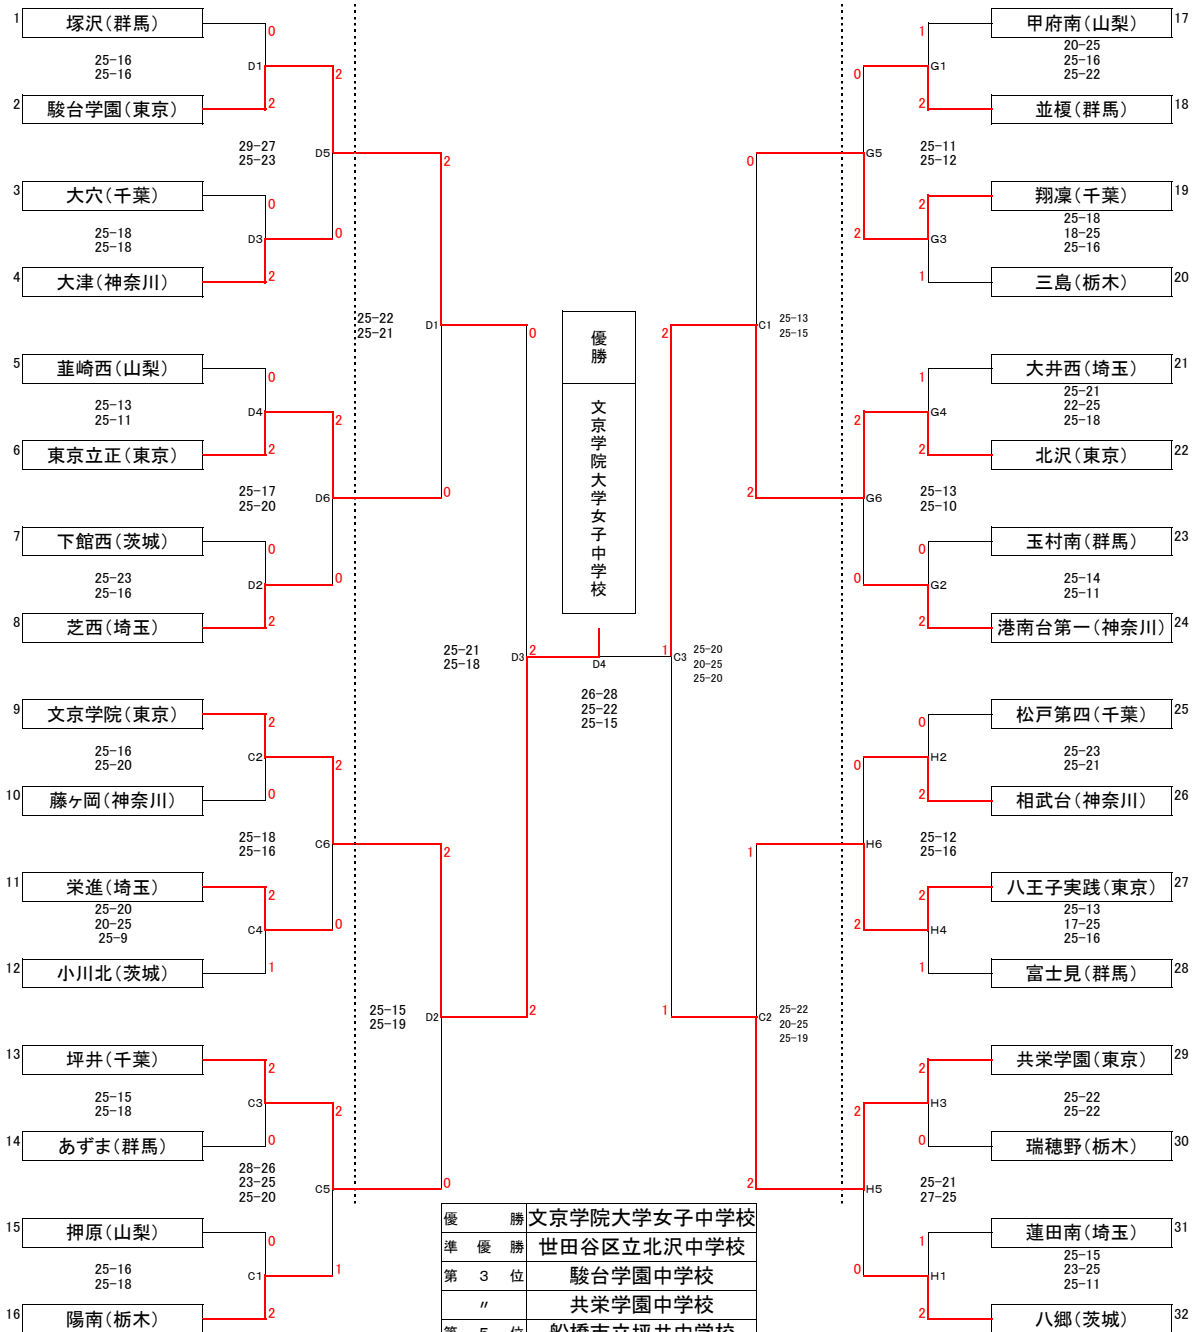 1 塚沢(群馬)
0
25-16
25-16
D1
2
2 駿台学園(東京)
2
29-27
25-23
D5
2
3 大穴(千葉)
0
25-18
25-18
D3
0
4 大津(神奈川)
2
25-22
25-21
D1
0
5 韮崎西(山梨)
0
25-13
25-11
D4
2
6 東京立正(東京)
2
25-17
25-20
D6
0
7 下館西(茨城)
0
25-23
25-16
D2
0
8 芝西(埼玉)
2
25-21
25-18
D3
2
9 文京学院(東京)
2
25-16
25-20
C2
2
10 藤ヶ岡(神奈川)
0
25-18
25-16
C6
2
11 栄進(埼玉)
2
25-20
20-25
25-9
C4
0
12 小川北(茨城)
1
25-15
25-19
D2
2
13 坪井(千葉)
2
25-15
25-18
C3
2
14 あずま(群馬)
0
28-26
23-25
25-20
C5
0
15 押原(山梨)
0
25-16
25-18
C1
1
16 陽南(栃木)
2
優勝
文京学院大学女子中学校
D4
26-28
25-22
25-15
甲府南(山梨) 17
1
20-25
25-16
25-22
G1
0
並榎(群馬) 18
2
25-11
25-12
G5
0
翔凜(千葉) 19
2
25-18
18-25
25-16
G3
2
三島(栃木) 20
1
25-13
25-15
C1
2
大井西(埼玉) 21
1
25-21
22-25
25-18
G4
2
北沢(東京) 22
2
25-13
25-10
G6
2
玉村南(群馬) 23
0
25-14
25-11
G2
0
港南台第一(神奈川) 24
2
25-20
20-25
25-20
C3
1
松戸第四(千葉) 25
0
25-23
25-21
H2
0
相武台(神奈川) 26
2
25-12
25-16
H6
1
八王子実践(東京) 27
2
25-13
17-25
25-16
H4
2
富士見(群馬) 28
1
25-22
20-25
25-19
C2
1
共栄学園(東京) 29
2
25-22
25-22
H3
2
瑞穂野(栃木) 30
0
25-21
27-25
H5
2
蓮田南(埼玉) 31
1
25-15
23-25
25-11
H1
0
八郷(茨城) 32
2
優勝 文京学院大学女子中学校
準優勝 世田谷区立北沢中学校
第3位 駿台学園中学校
〃 共栄学園中学校
第5位 船橋市立坪井中学校